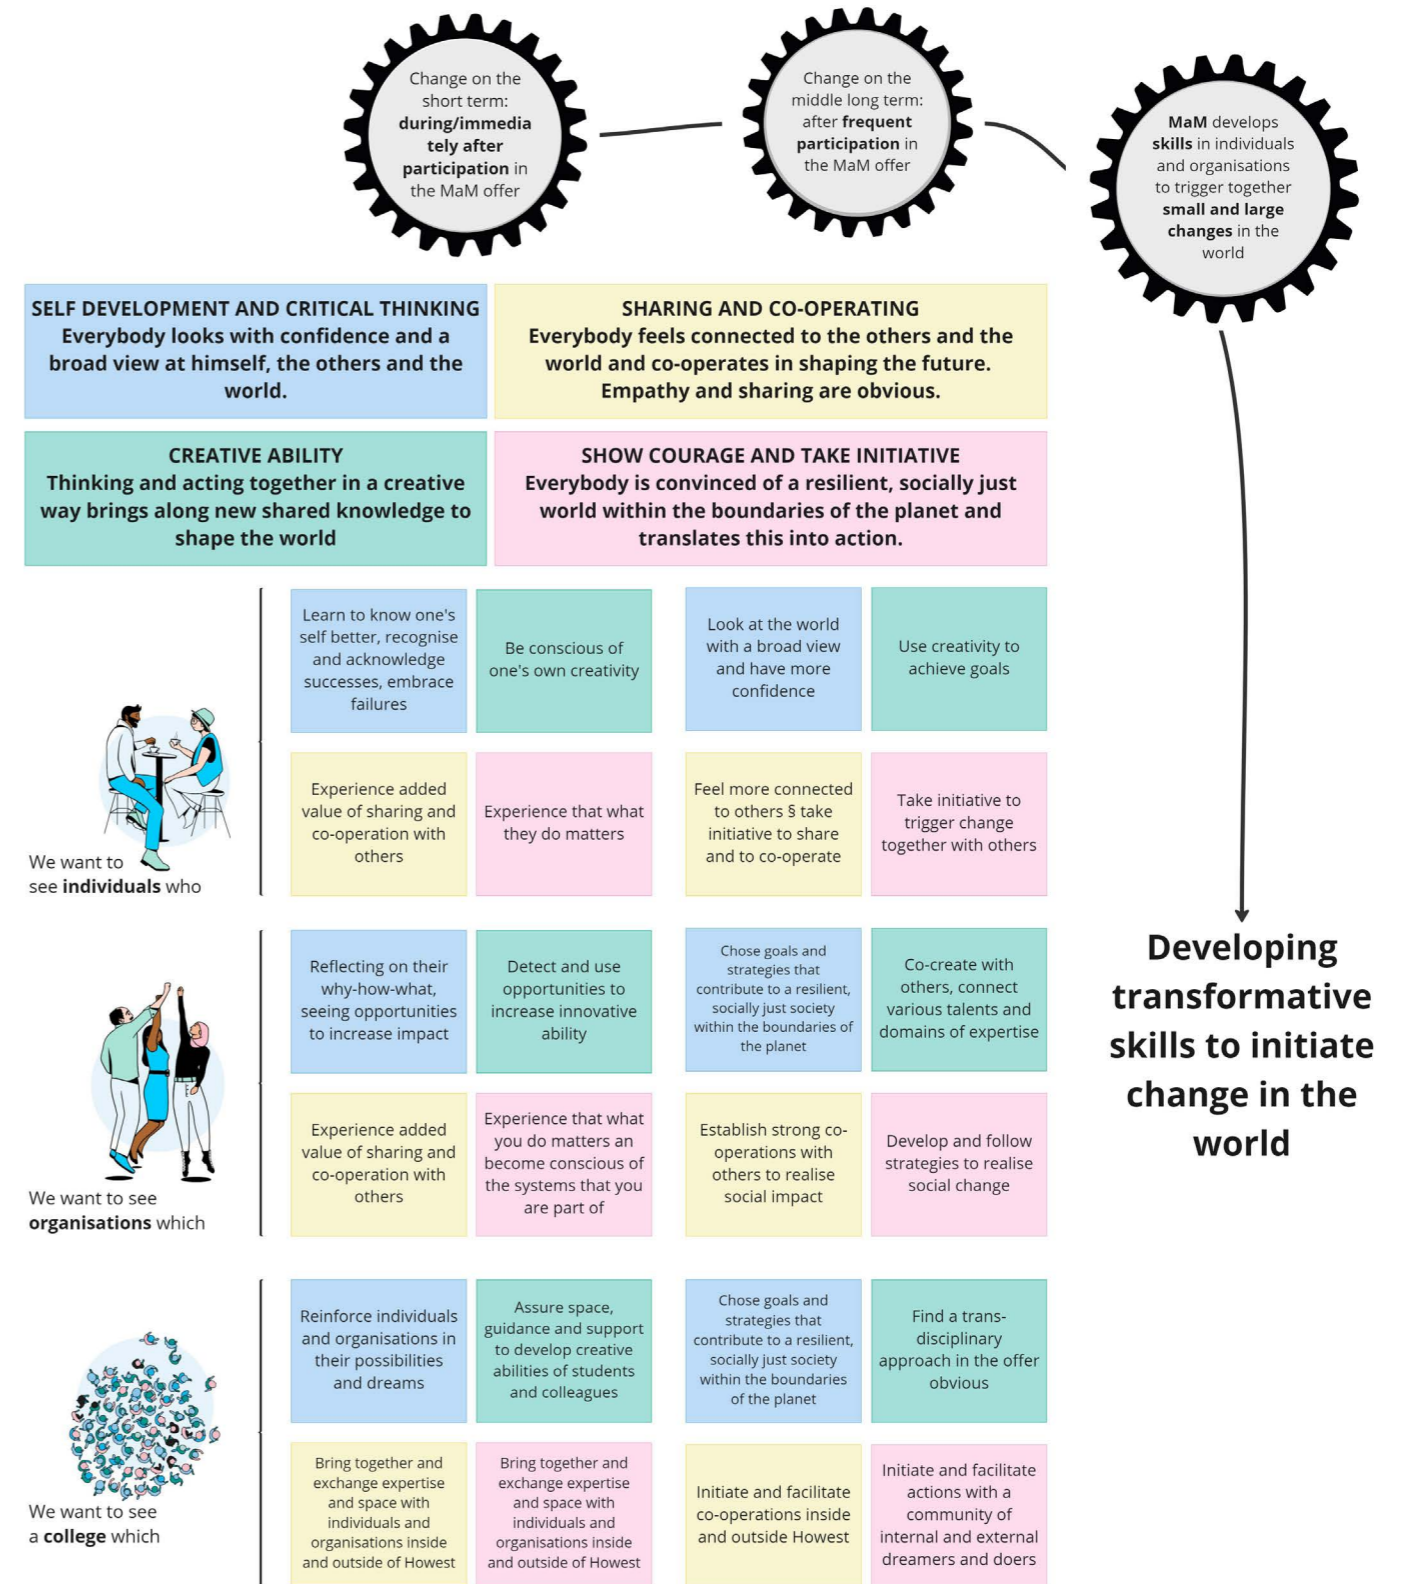 Change on the
short term:
during/immedia
tely after
participation in
the MaM offer
Change on the
middle long term:
after frequent
participation in
the MaM offer
MaM develops
skills in individuals
and organisations
to trigger together
small and large
changes in the
world
SELF DEVELOPMENT AND CRITICAL THINKING
Everybody looks with confidence and a
broad view at himself, the others and the
world.
SHARING AND CO-OPERATING
Everybody feels connected to the others and the
world and co-operates in shaping the future.
Empathy and sharing are obvious.
CREATIVE ABILITY
Thinking and acting together in a creative
way brings along new shared knowledge to
shape the world
SHOW COURAGE AND TAKE INITIATIVE
Everybody is convinced of a resilient, socially just
world within the boundaries of the planet and
translates this into action.
We want to
see individuals who
Learn to know one's
self better, recognise
and acknowledge
successes, embrace
failures
Be conscious of
one's own creativity
Look at the world
with a broad view
and have more
confidence
Use creativity to
achieve goals
Experience added
value of sharing and
co-operation with
others
Experience that what
they do matters
Feel more connected
to others § take
initiative to share
and to co-operate
Take initiative to
trigger change
together with others
We want to see
organisations which
Reflecting on their
why-how-what,
seeing opportunities
to increase impact
Detect and use
opportunities to
increase innovative
ability
Chose goals and
strategies that
contribute to a resilient,
socially just society
within the boundaries of
the planet
Co-create with
others, connect
various talents and
domains of expertise
Experience added
value of sharing and
co-operation with
others
Experience that what
you do matters an
become conscious of
the systems that you
are part of
Establish strong co-
operations with
others to realise
social impact
Develop and follow
strategies to realise
social change
We want to see
a college which
Reinforce individuals
and organisations in
their possibilities
and dreams
Assure space,
guidance and support
to develop creative
abilities of students
and colleagues
Chose goals and
strategies that
contribute to a resilient,
socially just society
within the boundaries
of the planet
Find a trans-
disciplinary
approach in the offer
obvious
Bring together and
exchange expertise
and space with
individuals and
organisations inside
and outside of Howest
Bring together and
exchange expertise
and space with
individuals and
organisations inside
and outside of Howest
Initiate and facilitate
co-operations inside
and outside Howest
Initiate and facilitate
actions with a
community of
internal and external
dreamers and doers
Developing
transformative
skills to initiate
change in the
world